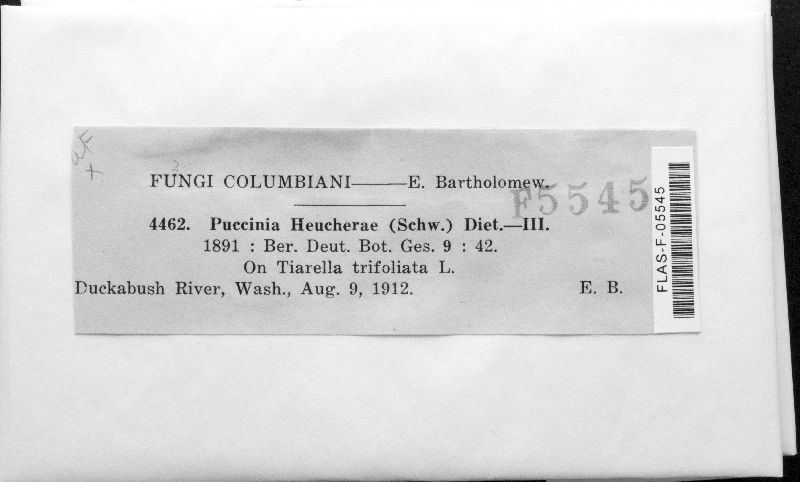 FUNGI COLUMBIANI——E. Bartholomew.
F5545
4462. Puccinia Heucherae (Schw.) Diet.—III.
1891 : Ber. Deut. Bot. Ges. 9 : 42.
On Tiarella trifoliata L.
Duckabush River, Wash., Aug. 9, 1912. E. B.
FLAS-F-05545